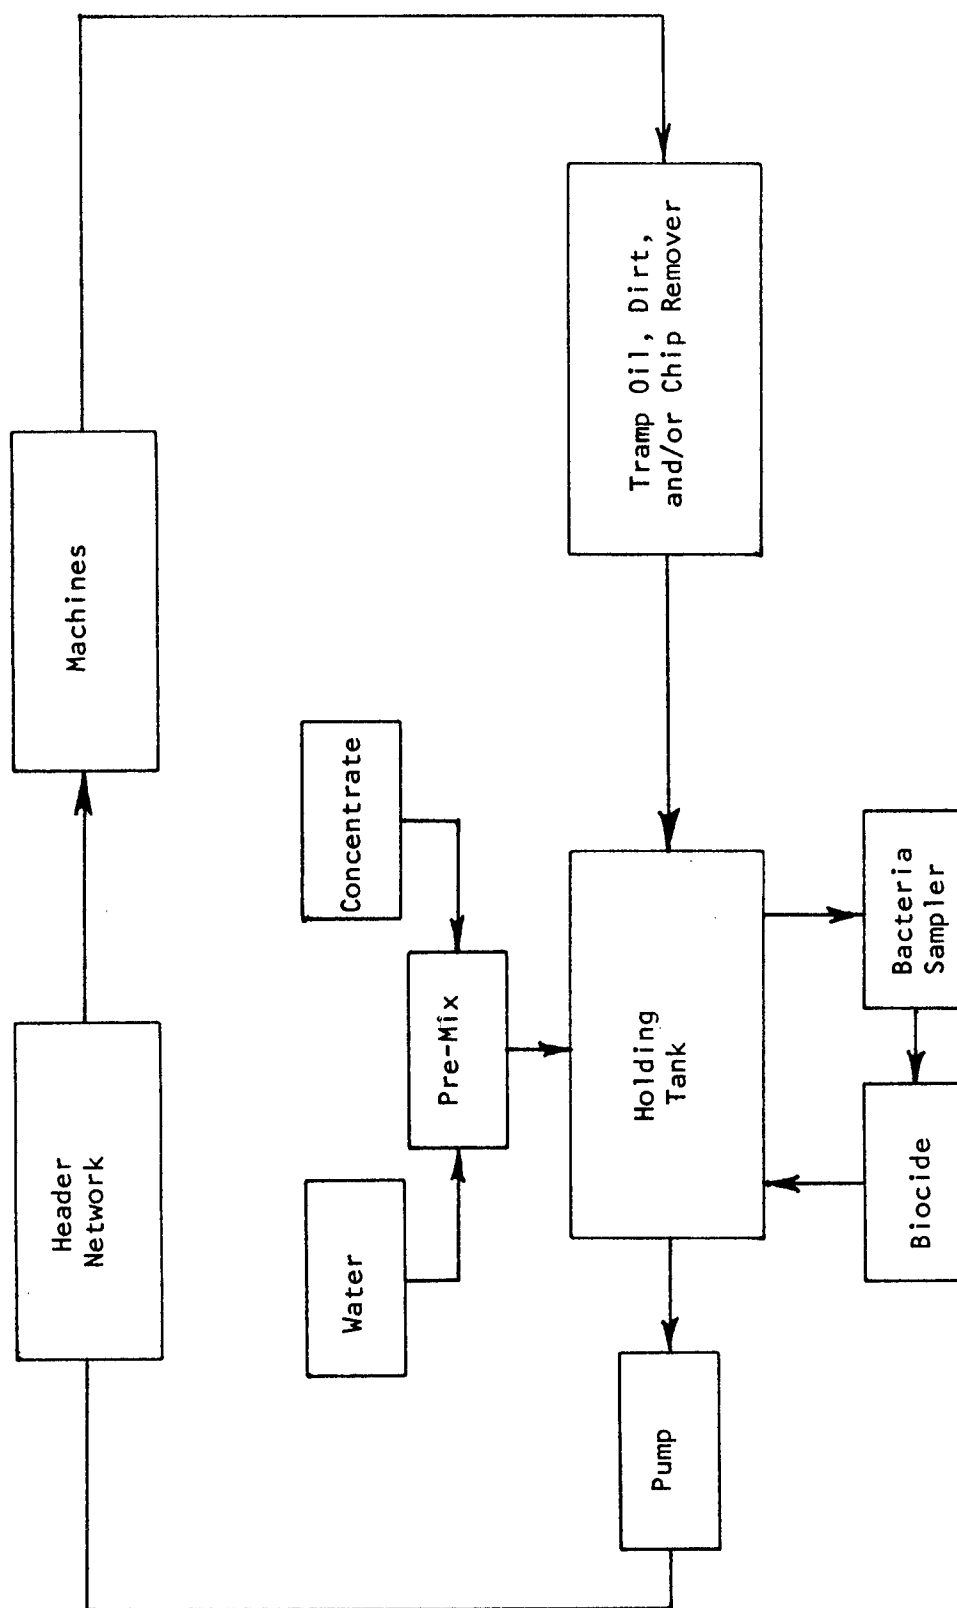 Header
Network
Machines
Water
Concentrate
Pre-Mix
Pump
Holding
Tank
Tramp Oil, Dirt,
and/or Chip Remover
Biocide
Bacteria
Sampler